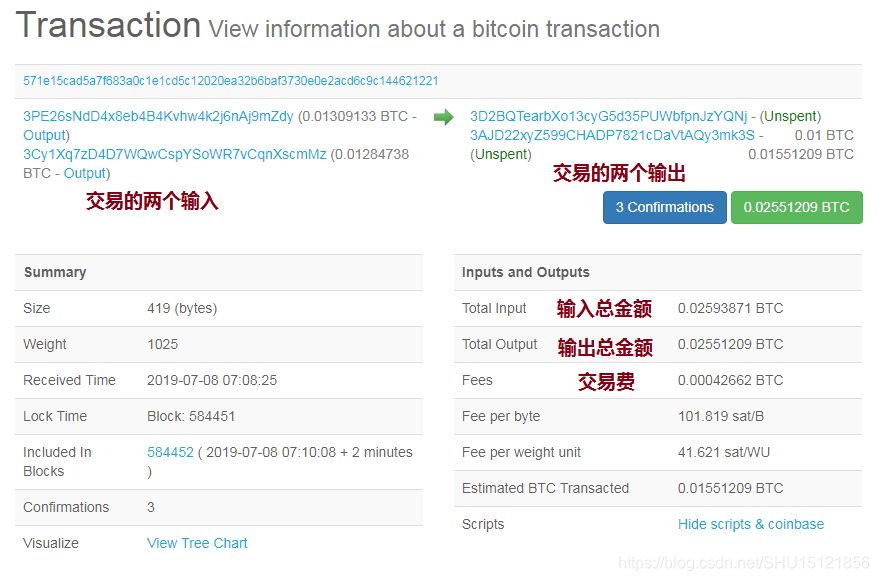 Transaction View information about a bitcoin transaction
571e15cad5a7f683a0c1e1cd5c12020ea32b6baf3730e0e2acd6c9c144621221
3PE26sNdD4x8eb4B4Kvhw4k2j6nAj9mZdy (0.01309133 BTC -
Output)
3Cy1Xq7zD4D7WQwCspYSoWR7vCqnXscmMz (0.01284738
BTC - Output)
交易的两个输入
3D2BQTearbXo13cyG5d35PUWbfpnJzYQNj - (Unspent)
3AJD22xyZ599CHADP7821cDaVtAQy3mk3S - 0.01 BTC
(Unspent) 0.01551209 BTC
交易的两个输出
3 Confirmations 0.02551209 BTC
Summary
Size 419 (bytes)
Weight 1025
Received Time 2019-07-08 07:08:25
Lock Time Block: 584451
Included In 584452 ( 2019-07-08 07:10:08 + 2 minutes
Blocks )
Confirmations 3
Visualize View Tree Chart
Inputs and Outputs
Total Input 输入总金额 0.02593871 BTC
Total Output 输出总金额 0.02551209 BTC
Fees 交易费 0.00042662 BTC
Fee per byte 101.819 sat/B
Fee per weight unit 41.621 sat/WU
Estimated BTC Transacted 0.01551209 BTC
Scripts Hide scripts & coinbase
https://blog.csdn.net/SHU15121856